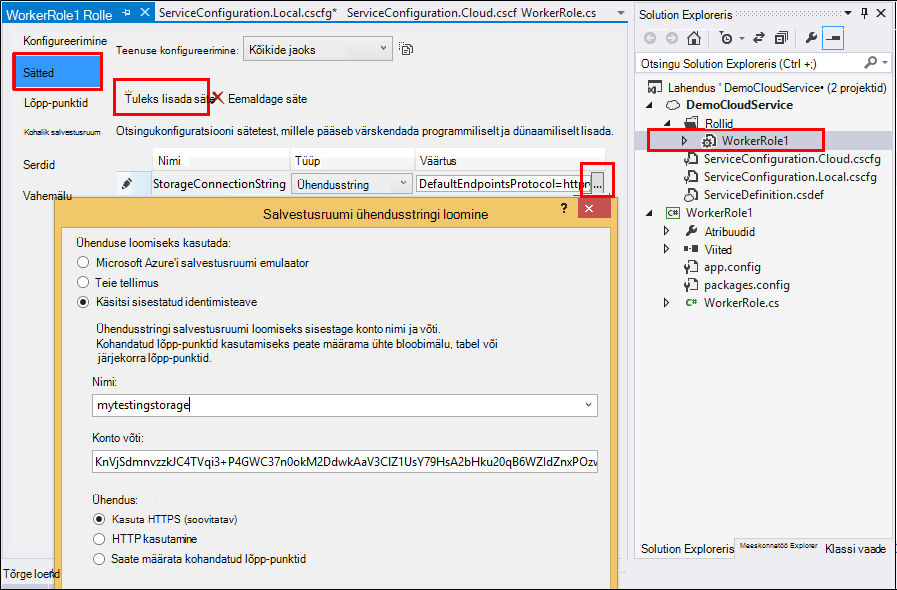 WorkerRole1 Rolle
ServiceConfiguration.Local.cscfg*
ServiceConfiguration.Cloud.cscf
WorkerRole.cs
Konfigureerimine
Sätted
Lõpp-punktid
Kohalik salvestusruum
Serdid
Vahemälu
Teenuse konfigureerimine:
Kõikide jaoks
Tuleks lisada säte
Eemaldage säte
Otsingukonfiguratsiooni sätetest, millele pääseb värskendada programmiliselt ja dünaamiliselt lisada.
Nimi
Tüüp
Väärtus
StorageConnectionString
Ühendusstring
DefaultEndpointsProtocol=http
...
Salvestusruumi ühendusstringi loomine
?
Ühenduse loomiseks kasutada:
Microsoft Azure'i salvestusruumi emulaator
Teie tellimus
Käsitsi sisestatud identimisteave
Ühendusstringi salvestusruumi loomiseks sisestage konto nimi ja võti.
Kohandatud lõpp-punktid kasutamiseks peate määrama ühte bloobimälu, tabel või
järjekorra lõpp-punktid.
Nimi:
mytestingstorage
Konto võti:
KnVjSdmnvzzkJC4TVqi3+P4GWC37n0okM2DdwkAaV3ClZ1UsY79HsA2bHku20qB6WZldZnxPOzv
Ühendus:
Kasuta HTTPS (soovitatav)
HTTP kasutamine
Saate määrata kohandatud lõpp-punktid
Tõrge loend
Solution Exploreris
Otsingu Solution Exploreris (Ctrl +;)
Lahendus ' DemoCloudService• (2 projektid)
DemoCloudService
Rollid
WorkerRole1
ServiceConfiguration.Cloud.cscfg
ServiceConfiguration.Local.cscfg
ServiceDefinition.csdef
C# WorkerRole1
Atribuudid
Viited
app.config
packages.config
C# WorkerRole.cs
Solution Exploreris
Meeskonnatöö Explorer
Klassi vaade